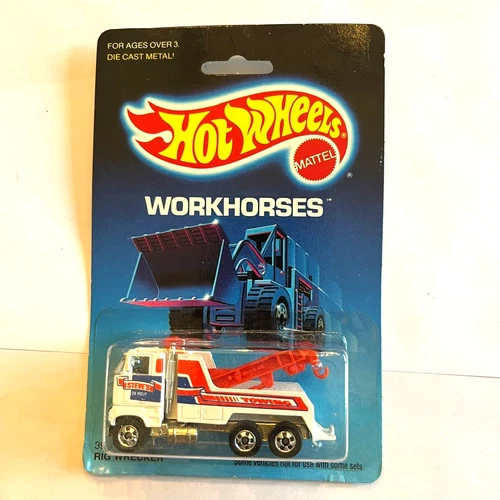 FOR AGES OVER 3.
DIE CAST METAL!
HOT WHEELS®
MATTEL
®
WORKHORSES™
STEVE'S
24 HOUR
TOWING
RIG WRECKER
Some vehicles not for use with some sets